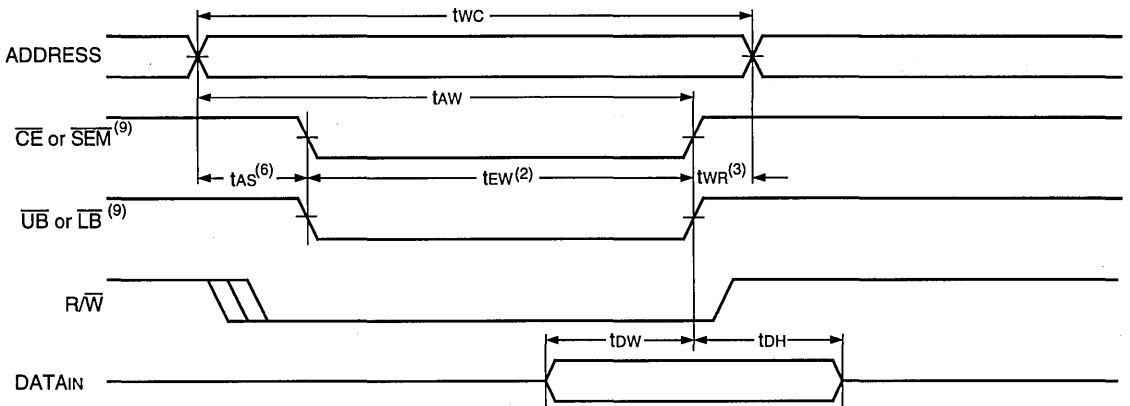 tWC
ADDRESS
tAW
CE or SEM(9)
tAS(6) tEW(2) tWR(3)
UB or LB (9)
R/W
tDW tDH
DATAIN